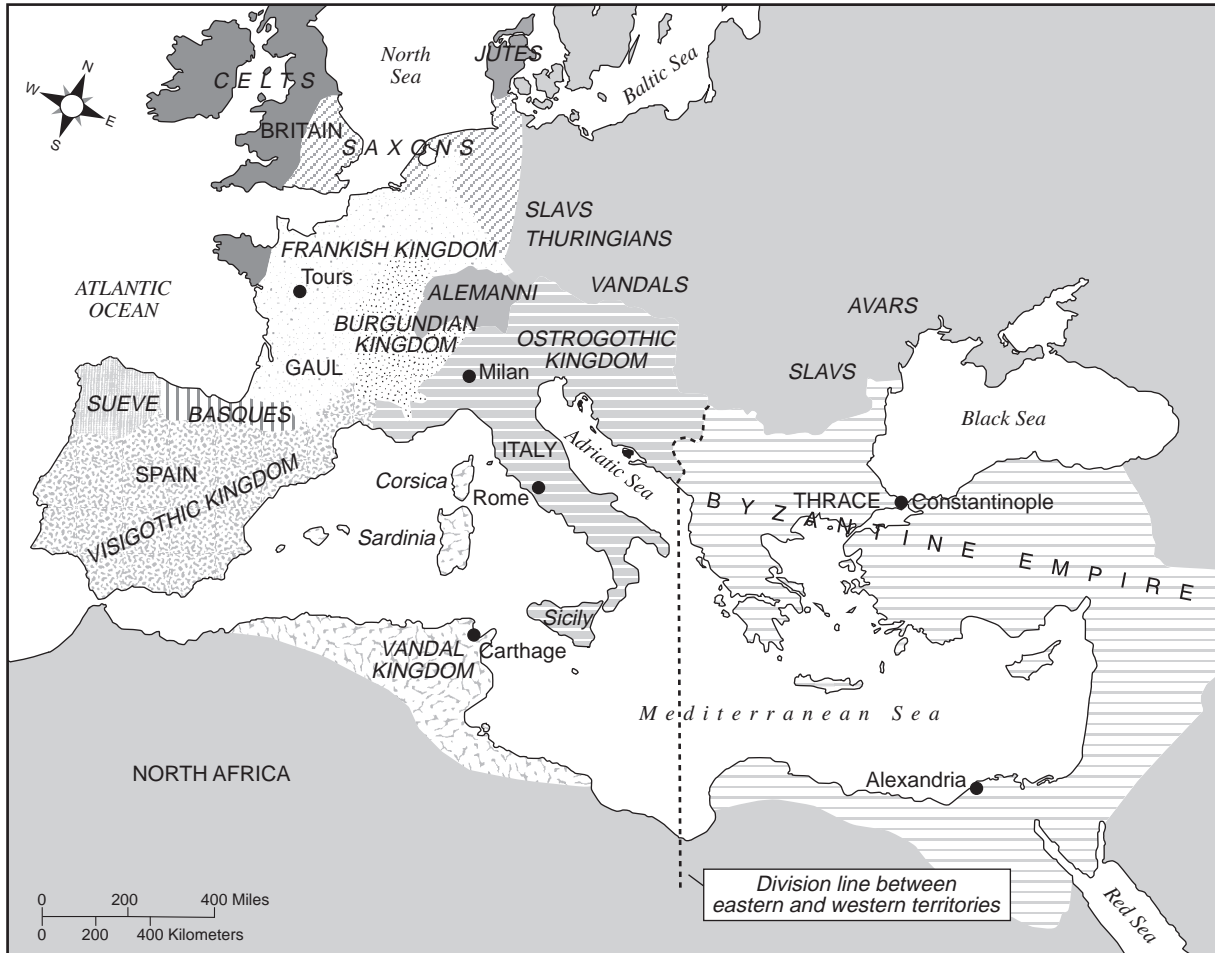 North
Sea
JUTES
Baltic Sea
CELTS
N
W
E
S
BRITAIN
SAXONS
SLAVS
THURINGIANS
FRANKISH KINGDOM
Tours
ATLANTIC
OCEAN
ALEMANNI
VANDALS
AVARS
BURGUNDIAN
KINGDOM
OSTROGOTHIC
KINGDOM
GAUL
Milan
SLAVS
SUEVE
BASQUES
Black Sea
Adriatic Sea
ITALY
SPAIN
VISIGOTHIC KINGDOM
Corsica
Rome
THRACE
Constantinople
BYZANTINE EMPIRE
Sardinia
Sicily
VANDAL
KINGDOM
Carthage
Mediterranean Sea
NORTH AFRICA
Alexandria
Division line between
eastern and western territories
Red Sea
0 200 400 Miles
0 200 400 Kilometers